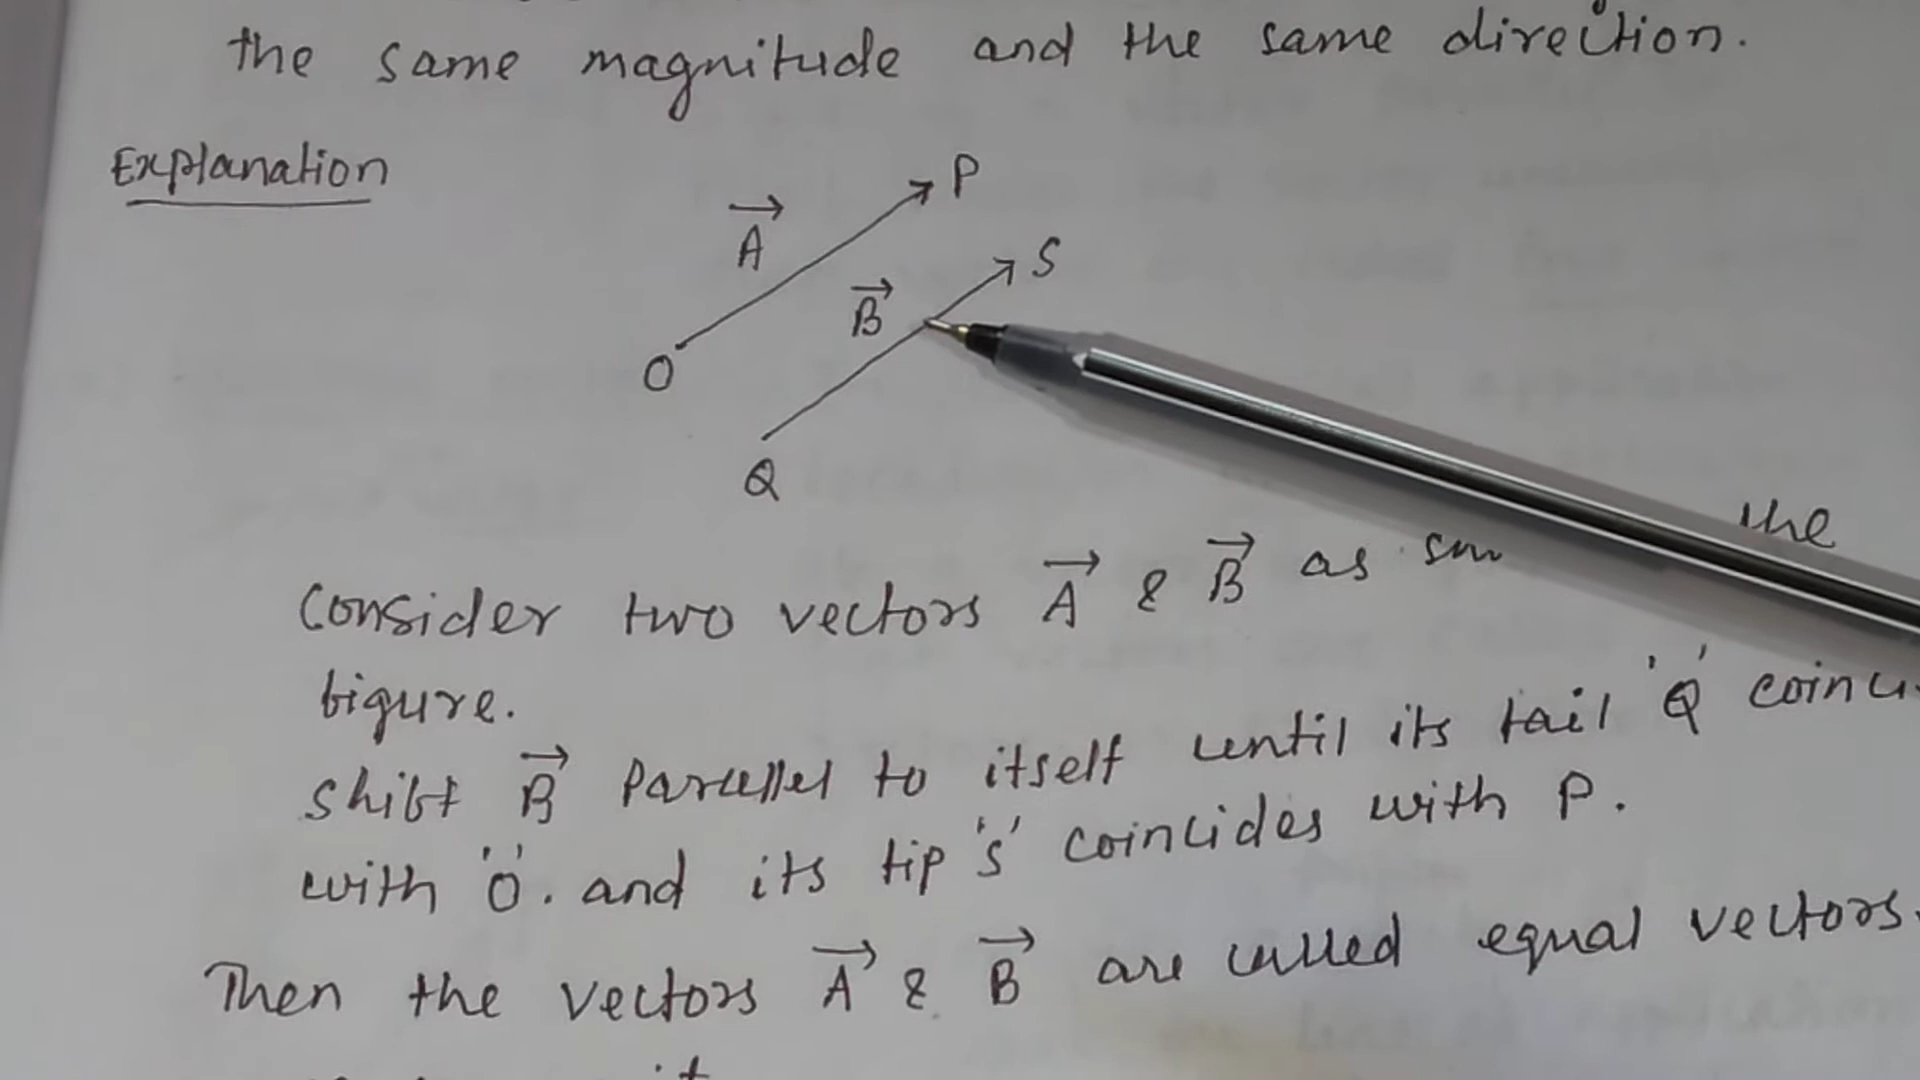 the same magnitude and the same direction.
Explanation
P
A
S
B
O
Q
Consider two vectors A & B as the
figure.
Shift B Parallel to itself until its tail 'Q'
with 'O'. and its tip 's' coincides with P.
Then the vectors A & B are called equal vectors.